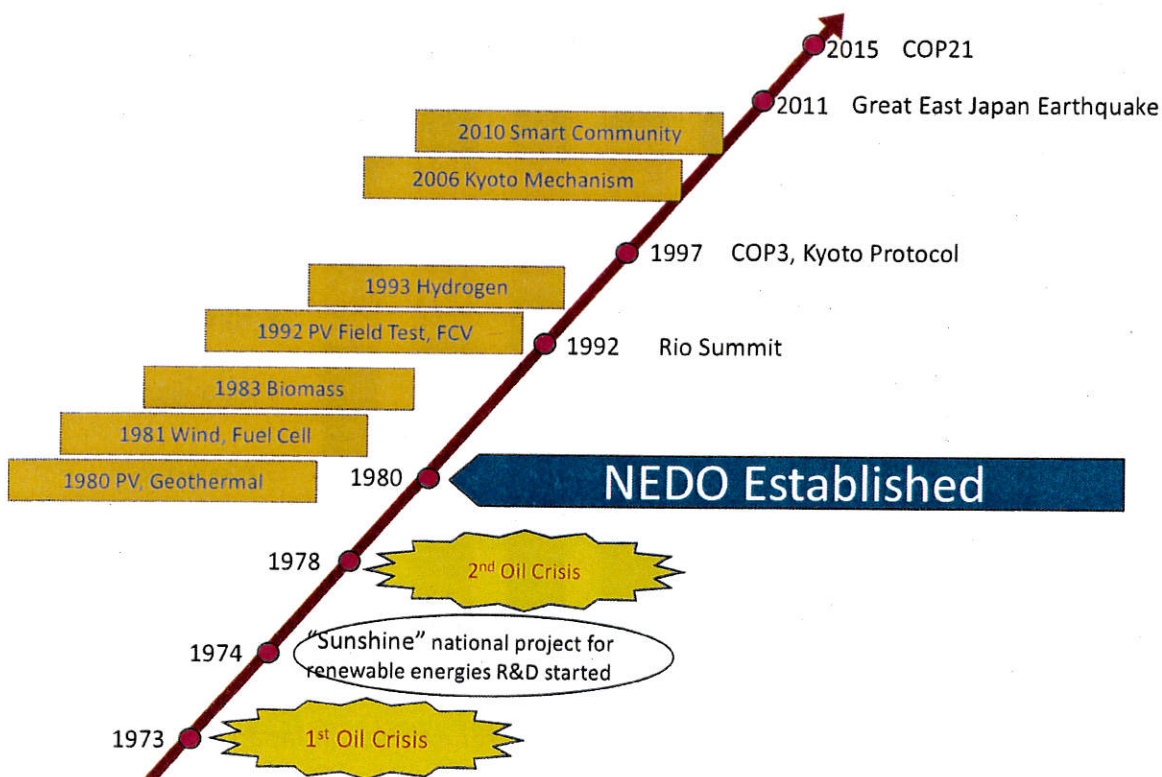 2015 COP21
2011 Great East Japan Earthquake
2010 Smart Community
2006 Kyoto Mechanism
1997 COP3, Kyoto Protocol
1993 Hydrogen
1992 PV Field Test, FCV
1992 Rio Summit
1983 Biomass
1981 Wind, Fuel Cell
1980 PV, Geothermal
1980 NEDO Established
1978 2nd Oil Crisis
1974 "Sunshine" national project for
renewable energies R&D started
1973 1st Oil Crisis